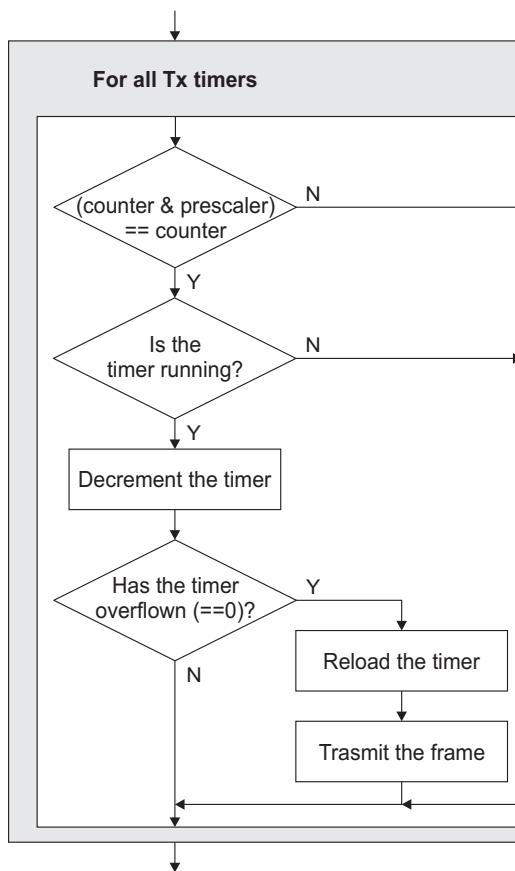 For all Tx timers
(counter & prescaler)
== counter
N
Y
Is the
timer running?
N
Y
Decrement the timer
Has the timer
overflown (==0)?
Y
N
Reload the timer
Trasmit the frame